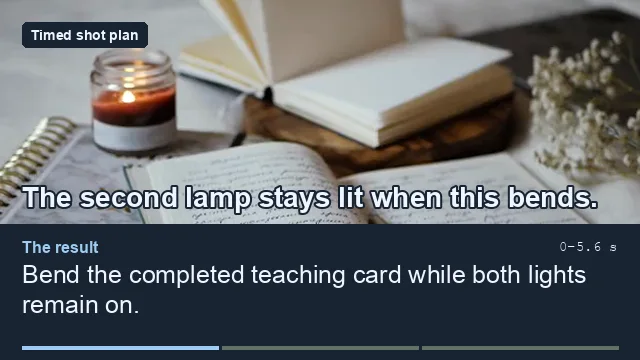 Timed shot plan
The second lamp stays lit when this bends.
The result
0–5.6 s
Bend the completed teaching card while both lights
remain on.